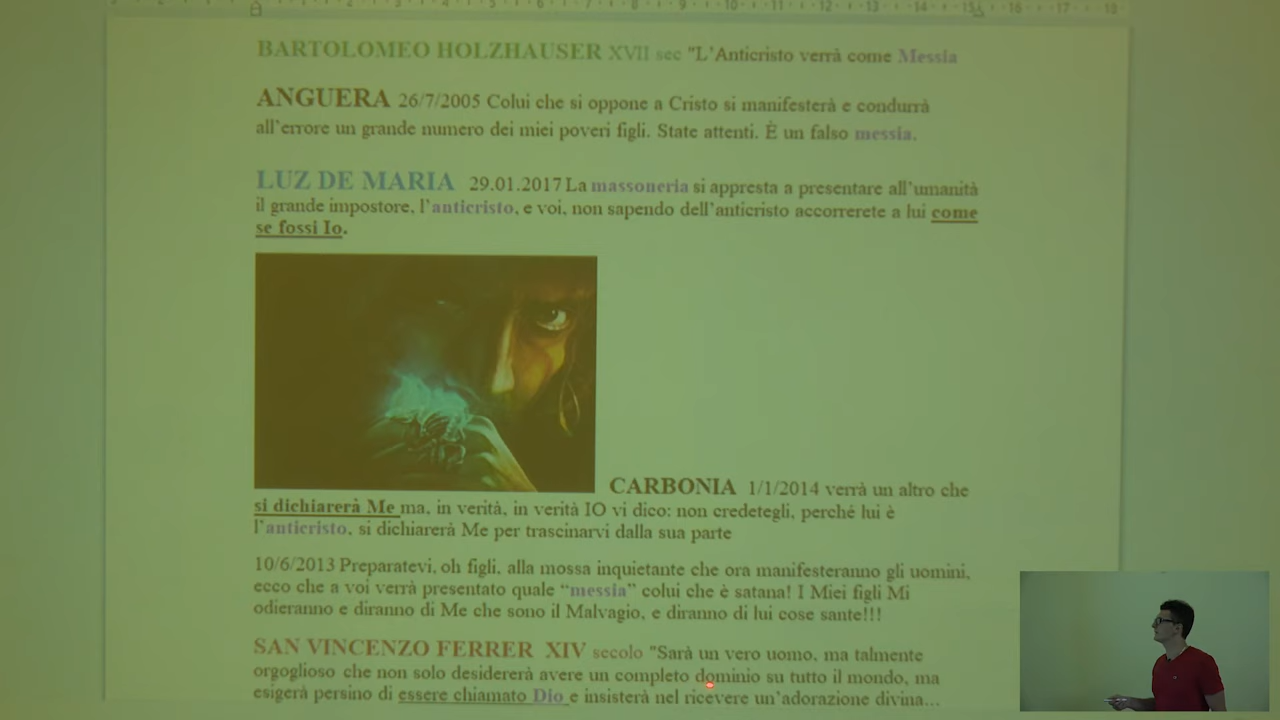 BARTOLOMEO HOLZHAUSER XVII sec "L'Anticristo verrà come Messia
ANGUERA 26/7/2005 Colui che si oppone a Cristo si manifesterà e condurrà
all'errore un grande numero dei miei poveri figli. State attenti. È un falso messia.
LUZ DE MARIA 29.01.2017 La massoneria si appresta a presentare all'umanità
il grande impostore, l'anticristo, e voi, non sapendo dell'anticristo accorrerete a lui come
se fossi Io.
CARBONIA 1/1/2014 verrà un altro che
si dichiarerà Me ma, in verità, in verità IO vi dico: non credetegli, perché lui è
l'anticristo, si dichiarerà Me per trascinarvi dalla sua parte
10/6/2013 Preparatevi, oh figli, alla mossa inquietante che ora manifesteranno gli uomini,
ecco che a voi verrà presentato quale “messia” colui che è satana! I Miei figli Mi
odieranno e diranno di Me che sono il Malvagio, e diranno di lui cose sante!!!
SAN VINCENZO FERRER XIV secolo "Sarà un vero uomo, ma talmente
orgoglioso che non solo desidererà avere un completo dominio su tutto il mondo, ma
esigerà persino di essere chiamato Dio e insisterà nel ricevere un'adorazione divina...